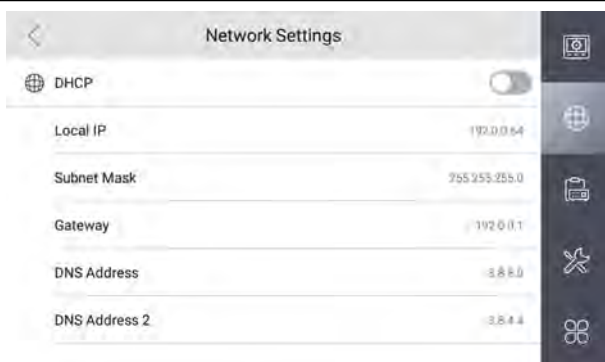 Network Settings
DHCP
Local IP 192.0.0.64
Subnet Mask 255.255.255.0
Gateway 192.0.0.1
DNS Address
DNS Address 2